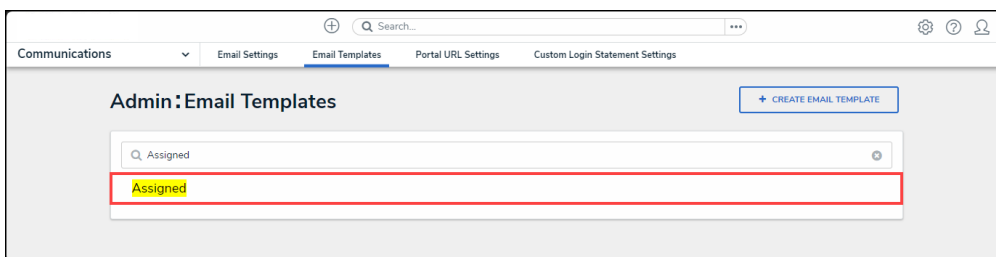 Search...
Communications Email Settings Email Templates Portal URL Settings Custom Login Statement Settings
Admin:Email Templates
+ CREATE EMAIL TEMPLATE
Assigned
Assigned